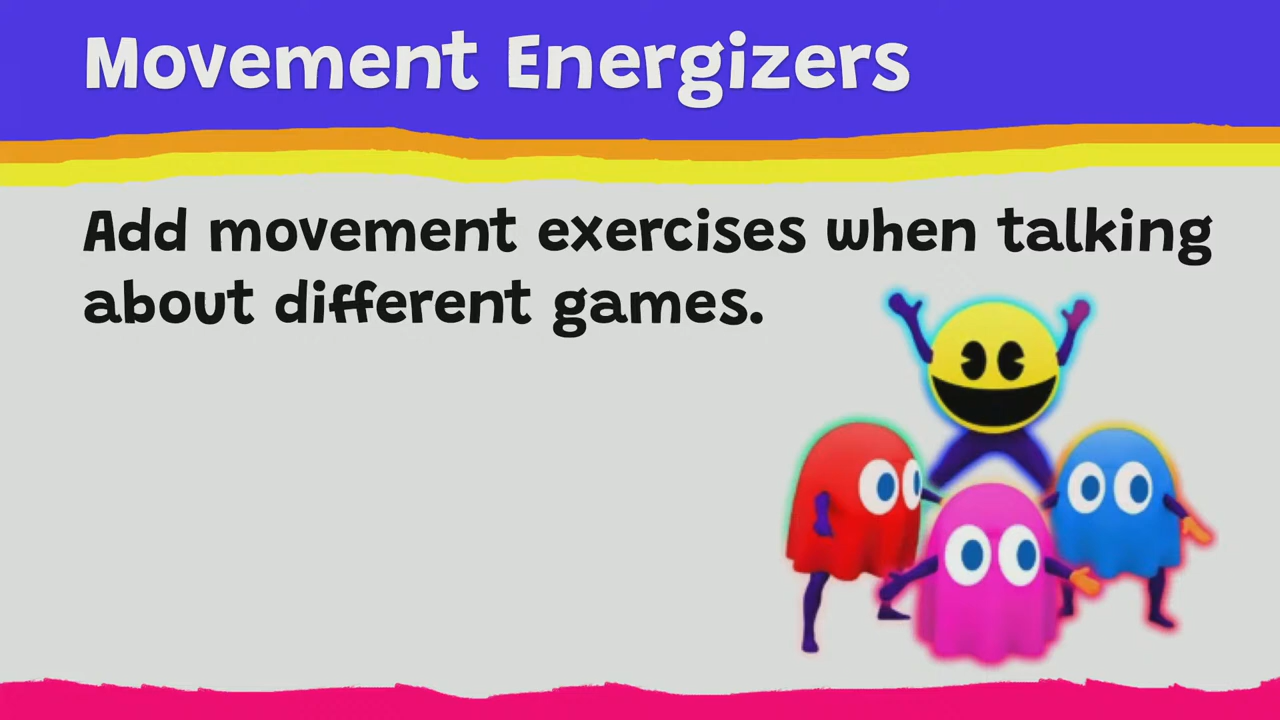 Movement Energizers
Add movement exercises when talking
about different games.